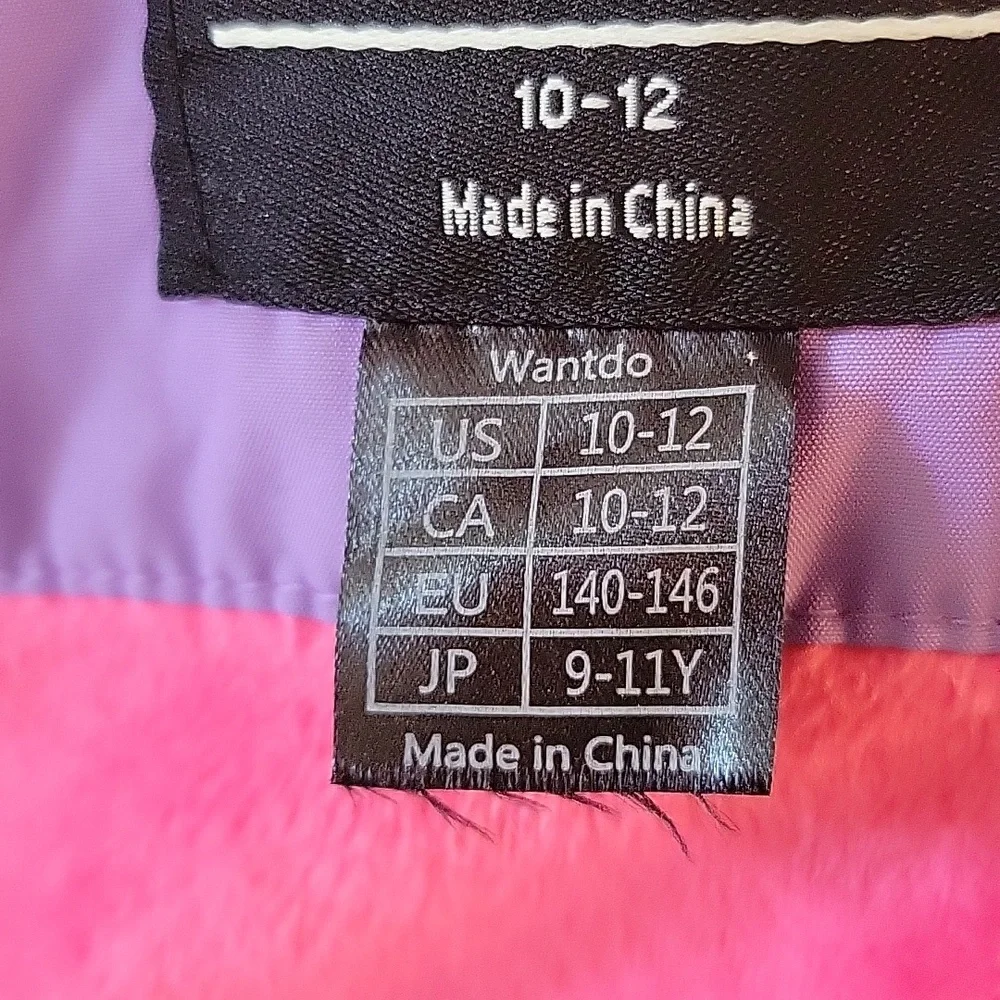 10-12
Made in China
Wantdo
US 10-12
CA 10-12
EU 140-146
JP 9-11Y
Made in China